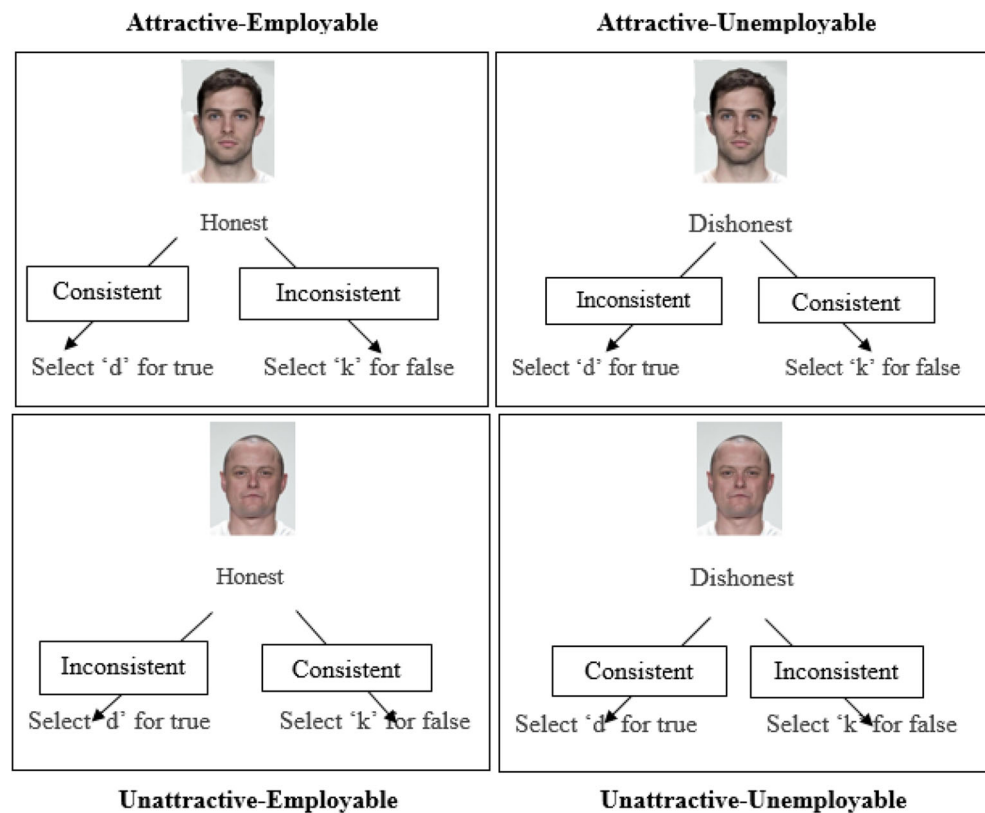 Attractive-Employable
Attractive-Unemployable
Honest
Consistent
Inconsistent
Select ‘d’ for true
Select ‘k’ for false
Dishonest
Inconsistent
Consistent
Select ‘d’ for true
Select ‘k’ for false
Honest
Inconsistent
Consistent
Select ‘d’ for true
Select ‘k’ for false
Dishonest
Consistent
Inconsistent
Select ‘d’ for true
Select ‘k’ for false
Unattractive-Employable
Unattractive-Unemployable